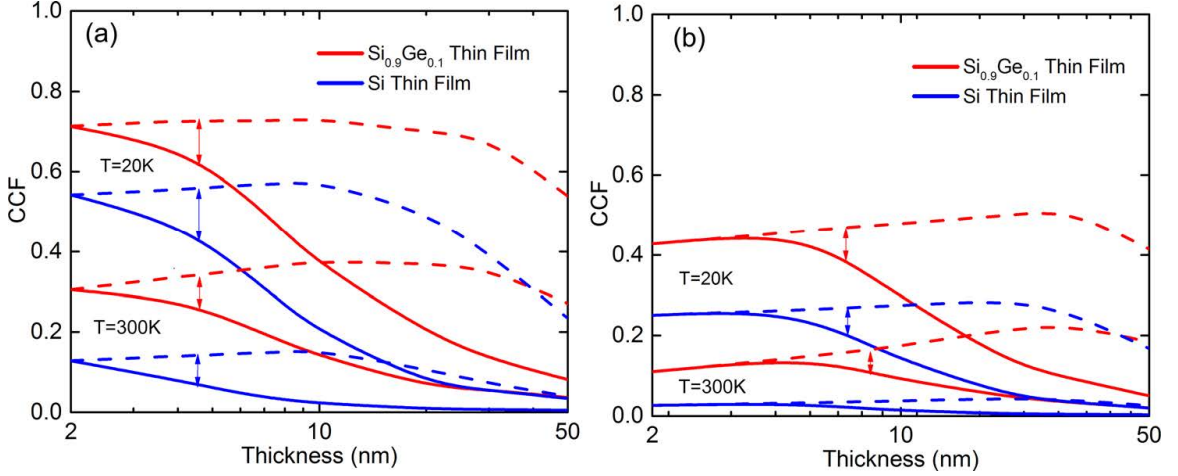 (a)
Si0.9Ge0.1 Thin Film
Si Thin Film
T=20K
T=300K
CCF
1.0
0.8
0.6
0.4
0.2
0.0
2
10
50
Thickness (nm)
(b)
Si0.9Ge0.1 Thin Film
Si Thin Film
T=20K
T=300K
CCF
1.0
0.8
0.6
0.4
0.2
0.0
2
10
50
Thickness (nm)